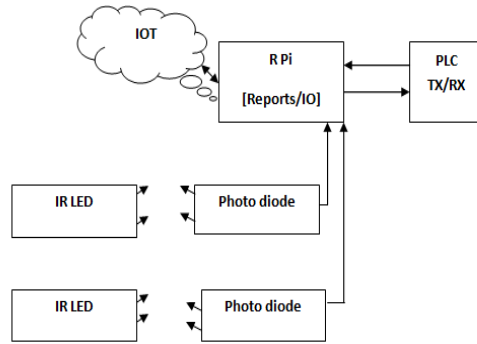 IOT
R Pi
[Reports/IO]
PLC
TX/RX
IR LED
Photo diode
IR LED
Photo diode